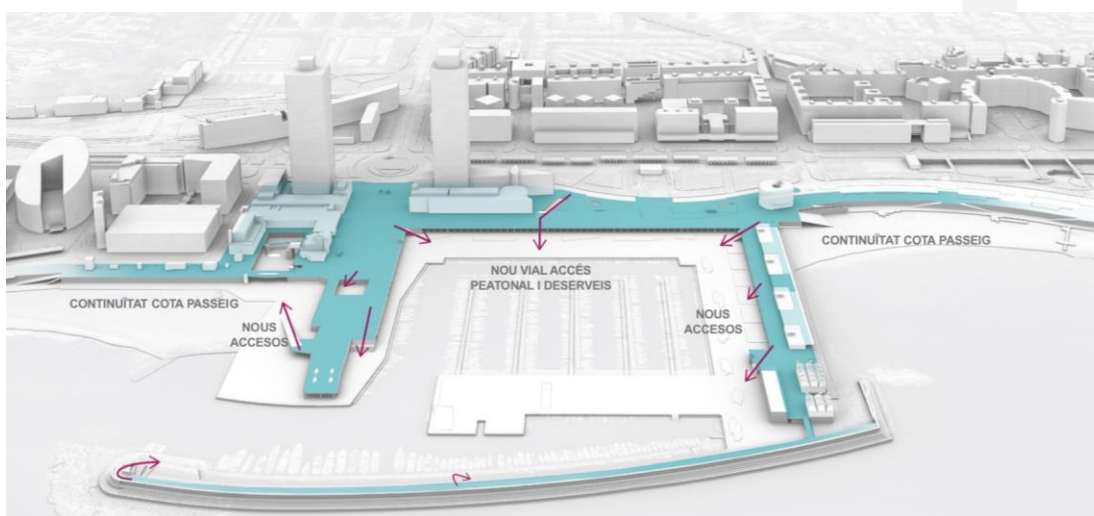 CONTINUÏTAT COTA PASSEIG
NOU VIAL ACCÉS
PEATONAL I DESERVEIS
CONTINUÏTAT COTA PASSEIG
NOUS
ACCESOS
NOUS
ACCESOS